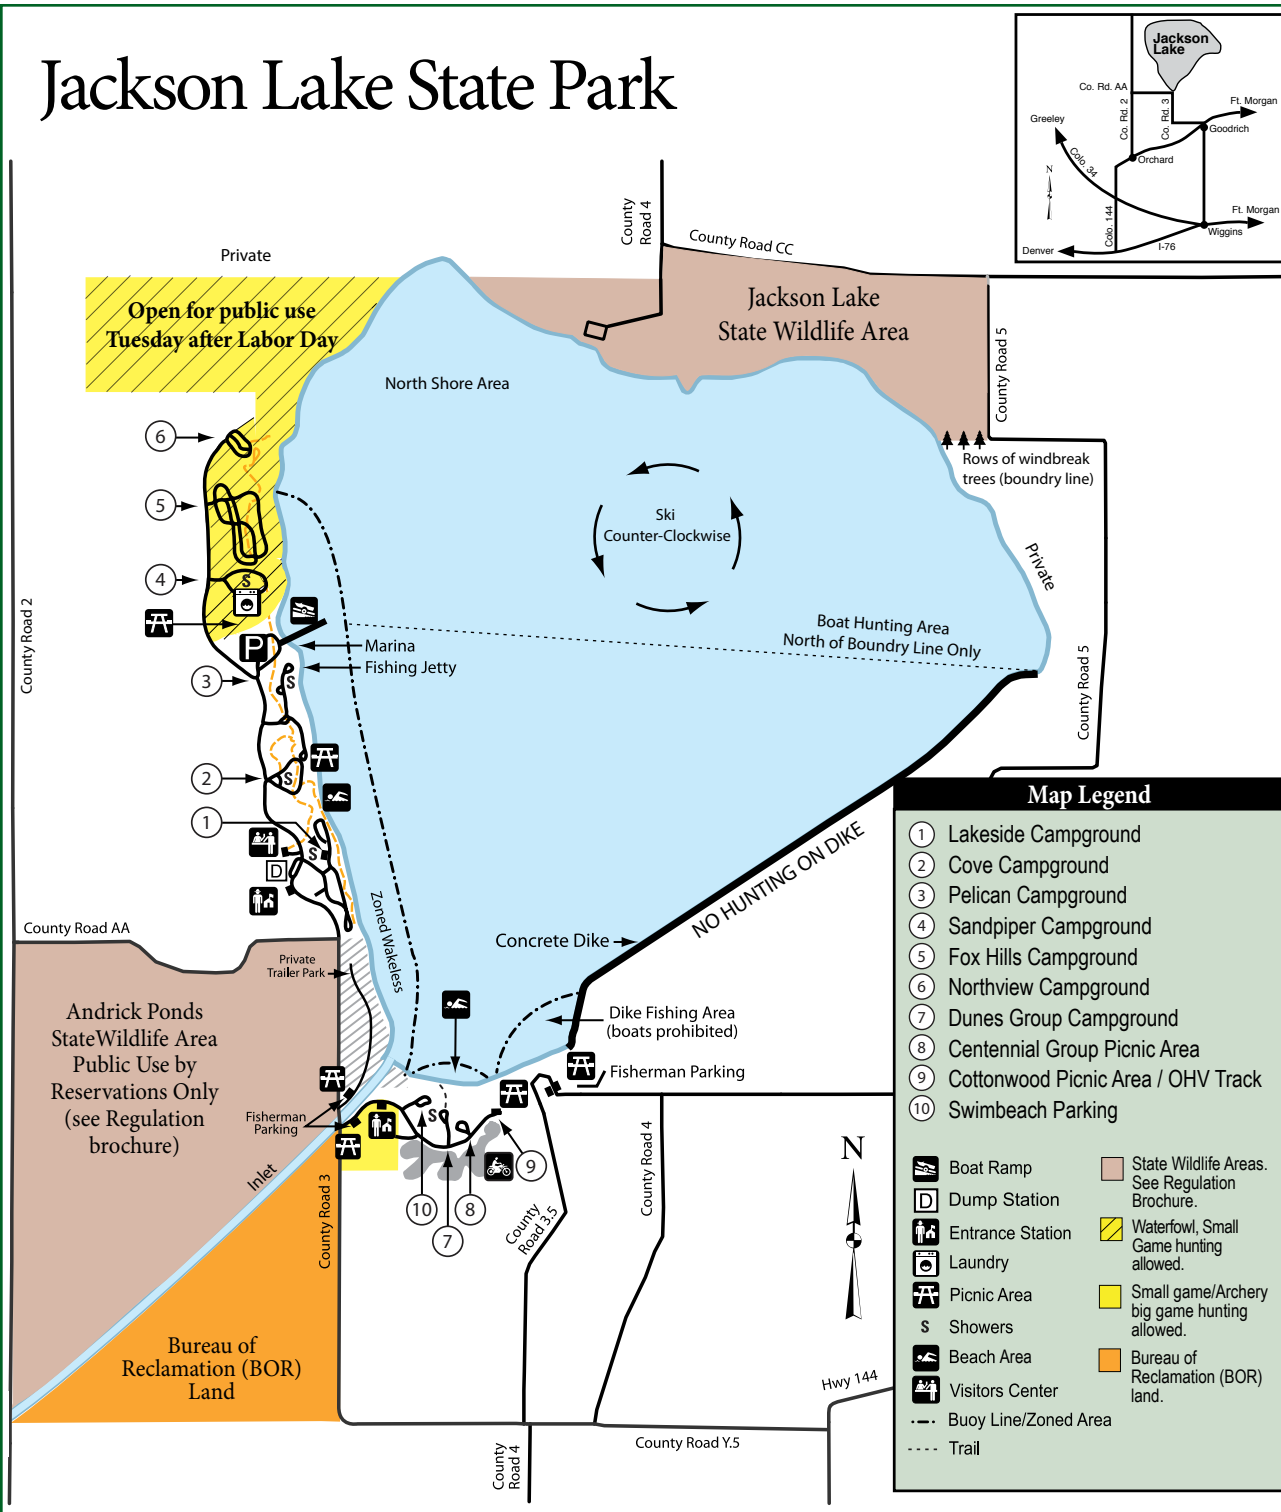 Jackson Lake State Park
Jackson
Lake
Co. Rd. AA
Co. Rd. 2
Co. Rd. 3
Ft. Morgan
Greeley
Goodrich
Colo. 34
Orchard
N
Colo. 144
Ft. Morgan
Wiggins
Denver
I-76
County
Road 4
County Road CC
Private
Open for public use
Tuesday after Labor Day
Jackson Lake
State Wildlife Area
North Shore Area
County Road 5
6
Rows of windbreak
trees (boundry line)
5
Ski
Counter-Clockwise
Private
4
S
County Road 2
Boat Hunting Area
North of Boundry Line Only
P
Marina
Fishing Jetty
3
S
County Road 5
2
S
1
S
D
NO HUNTING ON DIKE
Zoned Wakeless
County Road AA
Concrete Dike
Private
Trailer Park
Andrick Ponds
StateWildlife Area
Public Use by
Reservations Only
(see Regulation
brochure)
Dike Fishing Area
(boats prohibited)
Fisherman Parking
Fisherman
Parking
S
Inlet
County Road 3
10
7
8
9
County
Road 3.5
County Road 4
N
Bureau of
Reclamation (BOR)
Land
Hwy 144
County Road Y.5
County
Road 4
Map Legend
1 Lakeside Campground
2 Cove Campground
3 Pelican Campground
4 Sandpiper Campground
5 Fox Hills Campground
6 Northview Campground
7 Dunes Group Campground
8 Centennial Group Picnic Area
9 Cottonwood Picnic Area / OHV Track
10 Swimbeach Parking
Boat Ramp
D Dump Station
Entrance Station
Laundry
Picnic Area
S Showers
Beach Area
Visitors Center
Buoy Line/Zoned Area
Trail
State Wildlife Areas.
See Regulation
Brochure.
Waterfowl, Small
Game hunting
allowed.
Small game/Archery
big game hunting
allowed.
Bureau of
Reclamation (BOR)
land.